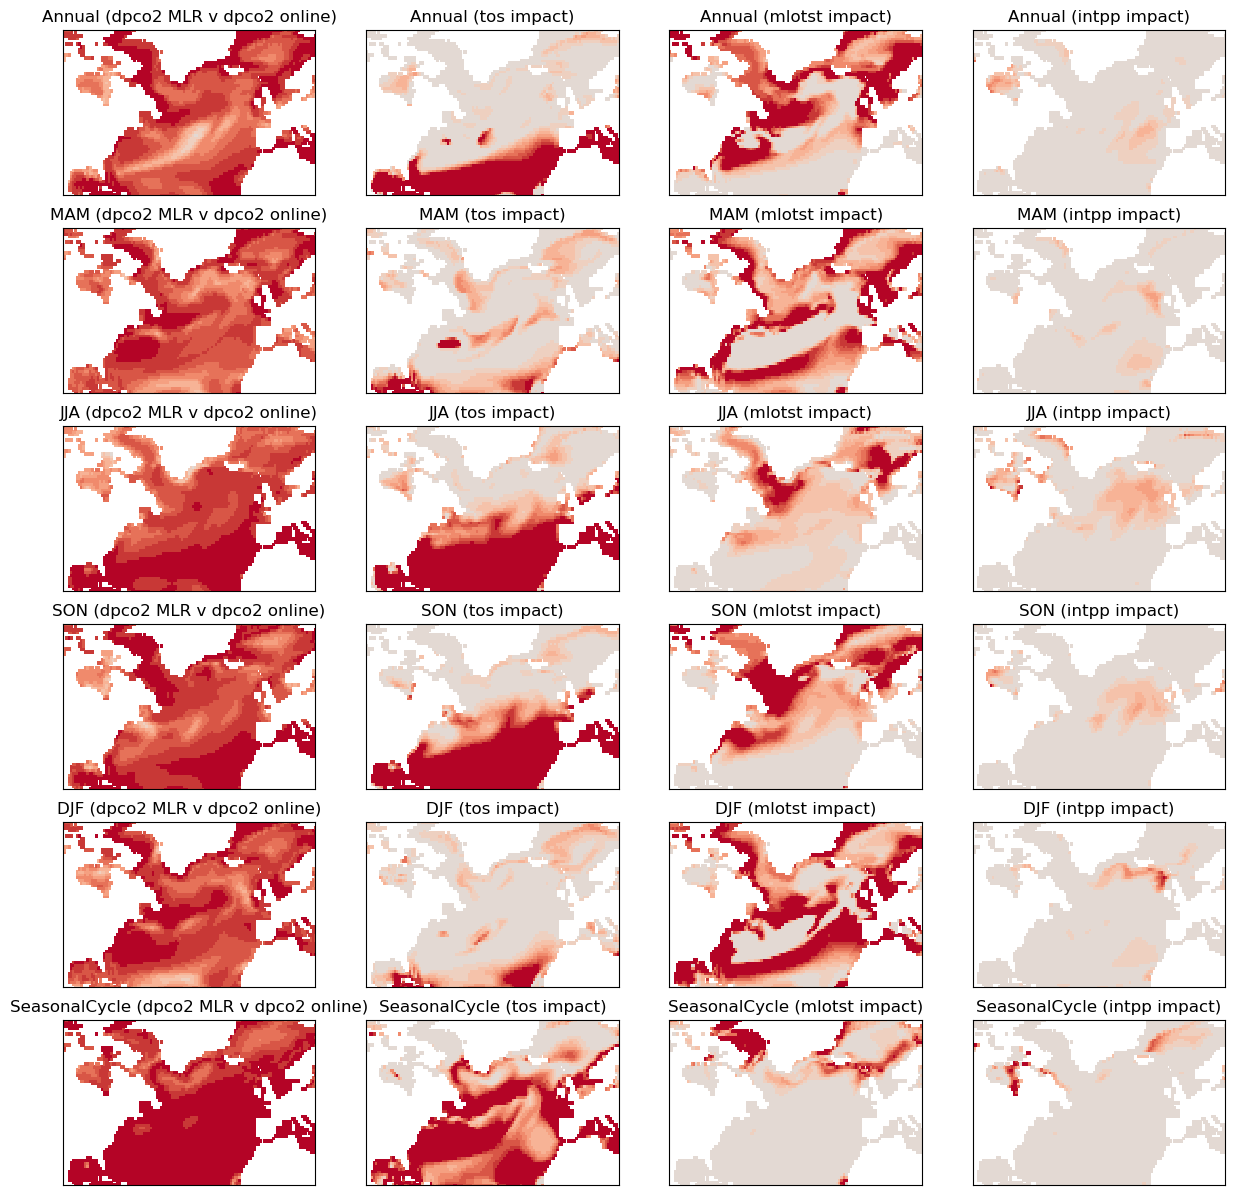 Annual (dpco2 MLR v dpco2 online)
Annual (tos impact)
Annual (mlotst impact)
Annual (intpp impact)
MAM (dpco2 MLR v dpco2 online)
MAM (tos impact)
MAM (mlotst impact)
MAM (intpp impact)
JJA (dpco2 MLR v dpco2 online)
JJA (tos impact)
JJA (mlotst impact)
JJA (intpp impact)
SON (dpco2 MLR v dpco2 online)
SON (tos impact)
SON (mlotst impact)
SON (intpp impact)
DJF (dpco2 MLR v dpco2 online)
DJF (tos impact)
DJF (mlotst impact)
DJF (intpp impact)
SeasonalCycle (dpco2 MLR v dpco2 online)
SeasonalCycle (tos impact)
SeasonalCycle (mlotst impact)
SeasonalCycle (intpp impact)